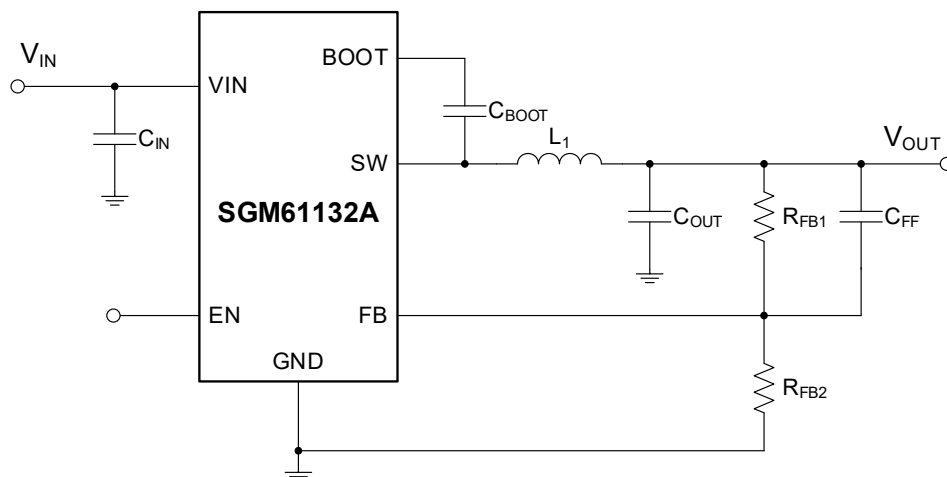 V_IN
VIN
C_IN
BOOT
C_BOOT
L_1
SW
V_OUT
SGM61132A
C_OUT
R_FB1
C_FF
EN
FB
GND
R_FB2